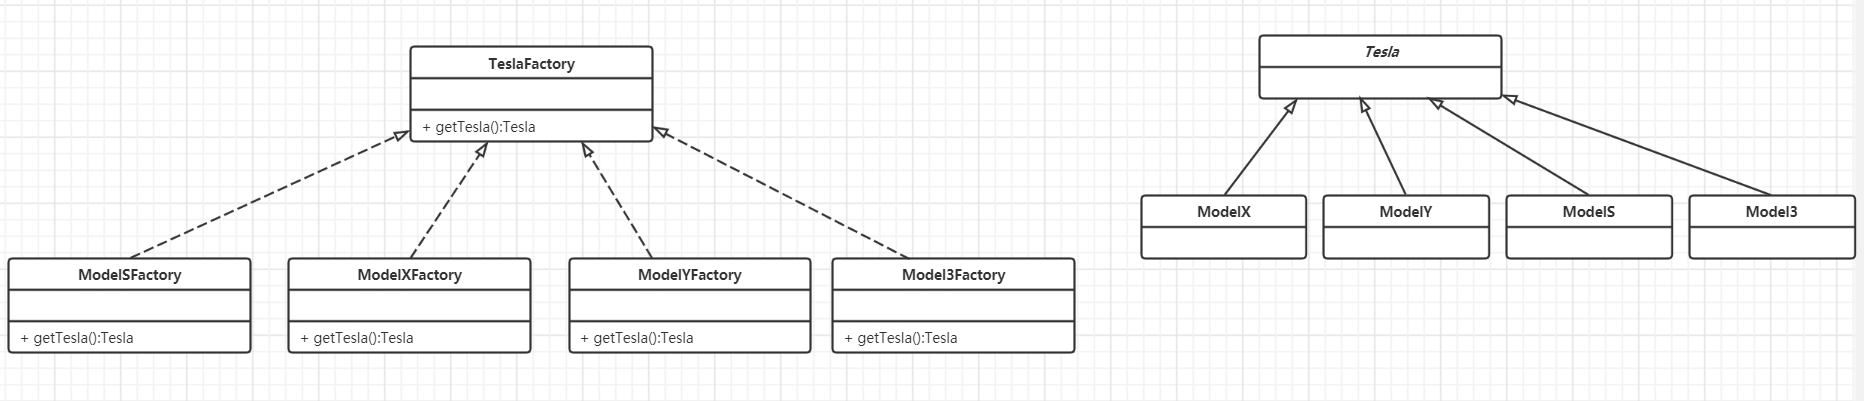 TeslaFactory
+ getTesla():Tesla
ModelSFactory
+ getTesla():Tesla
ModelXFactory
+ getTesla():Tesla
ModelYFactory
+ getTesla():Tesla
Model3Factory
+ getTesla():Tesla
Tesla
ModelX
ModelY
ModelS
Model3